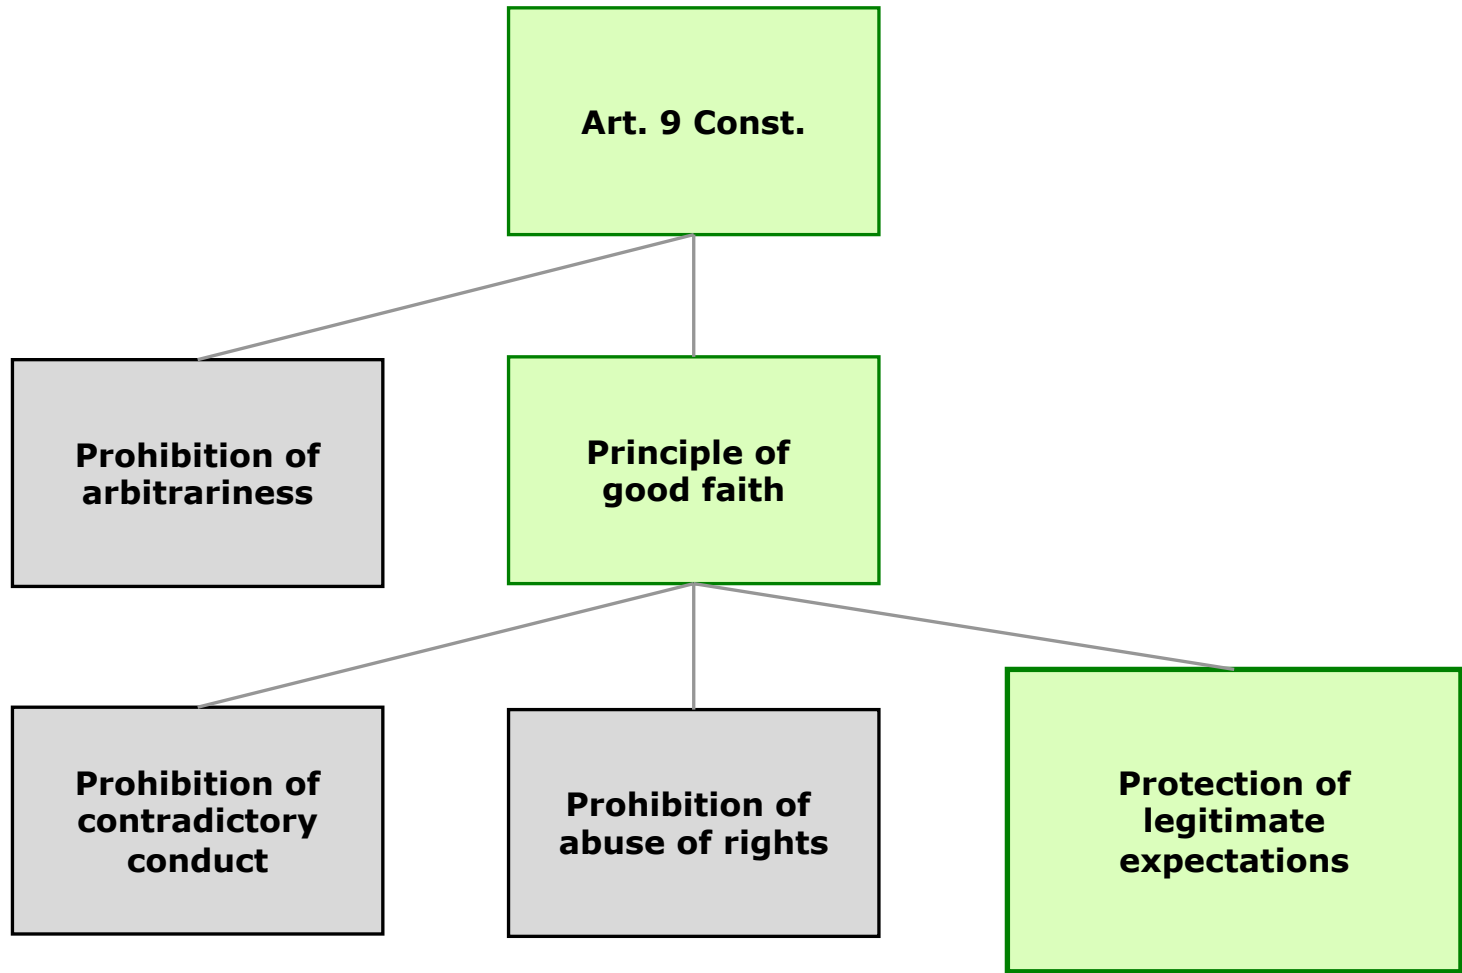 Art. 9 Const.
Prohibition of
arbitrariness
Principle of
good faith
Prohibition of
contradictory
conduct
Prohibition of
abuse of rights
Protection of
legitimate
expectations